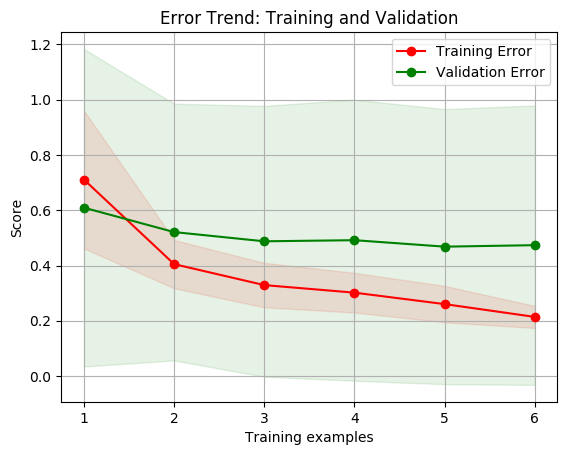 Error Trend: Training and Validation
Training Error
Validation Error
1.2
1.0
0.8
0.6
0.4
0.2
0.0
Score
1 2 3 4 5 6
Training examples